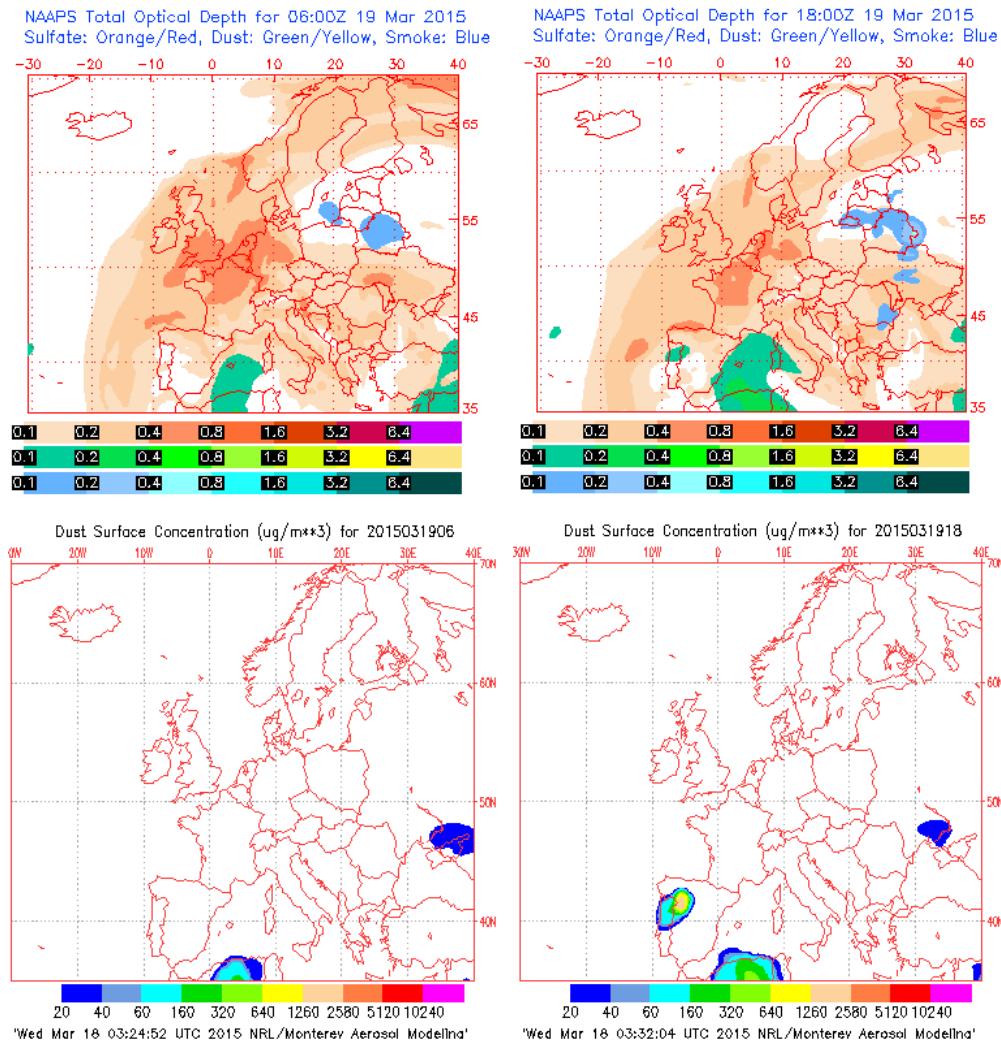 NAAPS Total Optical Depth for 06:00Z 19 Mar 2015
Sulfate: Orange/Red, Dust: Green/Yellow, Smoke: Blue
-30 -20 -10 0 10 20 30 40
65
55
45
35
0.1 0.2 0.4 0.8 1.6 3.2 6.4
0.1 0.2 0.4 0.8 1.6 3.2 6.4
0.1 0.2 0.4 0.8 1.6 3.2 6.4
NAAPS Total Optical Depth for 18:00Z 19 Mar 2015
Sulfate: Orange/Red, Dust: Green/Yellow, Smoke: Blue
-30 -20 -10 0 10 20 30 40
65
55
45
35
0.1 0.2 0.4 0.8 1.6 3.2 6.4
0.1 0.2 0.4 0.8 1.6 3.2 6.4
0.1 0.2 0.4 0.8 1.6 3.2 6.4
Dust Surface Concentration (ug/m**3) for 2015031906
0W 20W 10W 0 10E 20E 30E 40E
70N
60N
50N
40N
20 40 60 160 320 640 1260 2560 5120 10240
'Wed Mar 18 03:24:52 UTC 2015 NRL/Monterey Aerosol Modeling'
Dust Surface Concentration (ug/m**3) for 2015031918
30W 20W 10W 0 10E 20E 30E 40E
70N
60N
50N
40N
20 40 60 160 320 640 1260 2560 5120 10240
'Wed Mar 18 03:32:04 UTC 2015 NRL/Monterey Aerosol Modeling'